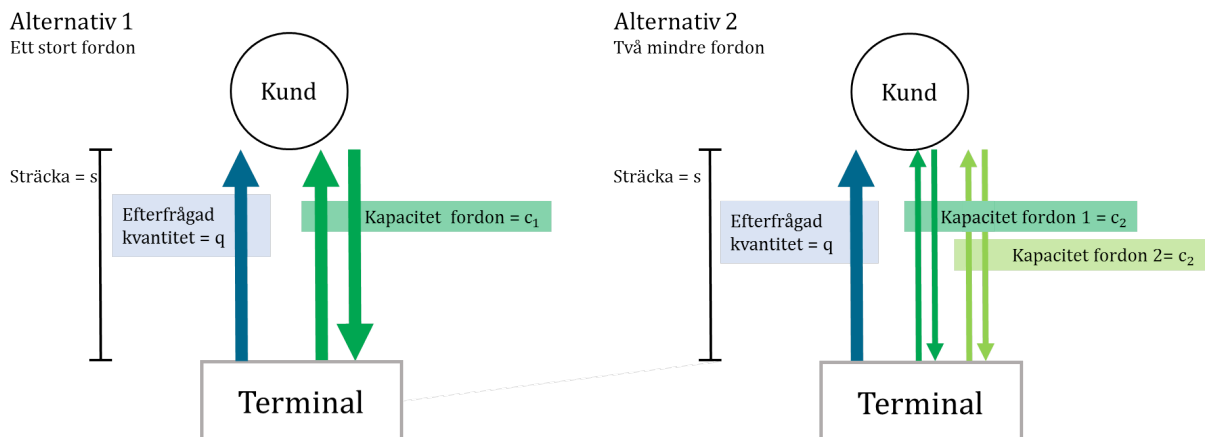 Alternativ 1
Ett stort fordon
Kund
Sträcka = s
Efterfrågad
kvantitet = q
Kapacitet fordon = c₁
Terminal
Alternativ 2
Två mindre fordon
Kund
Sträcka = s
Efterfrågad
kvantitet = q
Kapacitet fordon 1 = c₂
Kapacitet fordon 2= c₂
Terminal